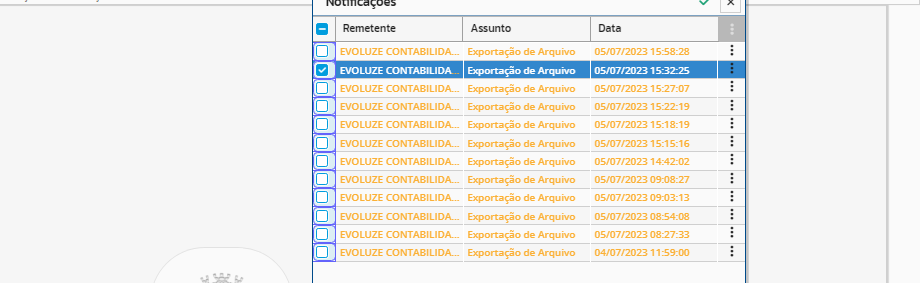 Notificações
Remetente Assunto Data
EVOLUZE CONTABILIDA... Exportação de Arquivo 05/07/2023 15:58:28
EVOLUZE CONTABILIDA... Exportação de Arquivo 05/07/2023 15:32:25
EVOLUZE CONTABILIDA... Exportação de Arquivo 05/07/2023 15:27:07
EVOLUZE CONTABILIDA... Exportação de Arquivo 05/07/2023 15:22:19
EVOLUZE CONTABILIDA... Exportação de Arquivo 05/07/2023 15:18:19
EVOLUZE CONTABILIDA... Exportação de Arquivo 05/07/2023 15:15:16
EVOLUZE CONTABILIDA... Exportação de Arquivo 05/07/2023 14:42:02
EVOLUZE CONTABILIDA... Exportação de Arquivo 05/07/2023 09:08:27
EVOLUZE CONTABILIDA... Exportação de Arquivo 05/07/2023 09:03:13
EVOLUZE CONTABILIDA... Exportação de Arquivo 05/07/2023 08:54:08
EVOLUZE CONTABILIDA... Exportação de Arquivo 05/07/2023 08:27:33
EVOLUZE CONTABILIDA... Exportação de Arquivo 04/07/2023 11:59:00